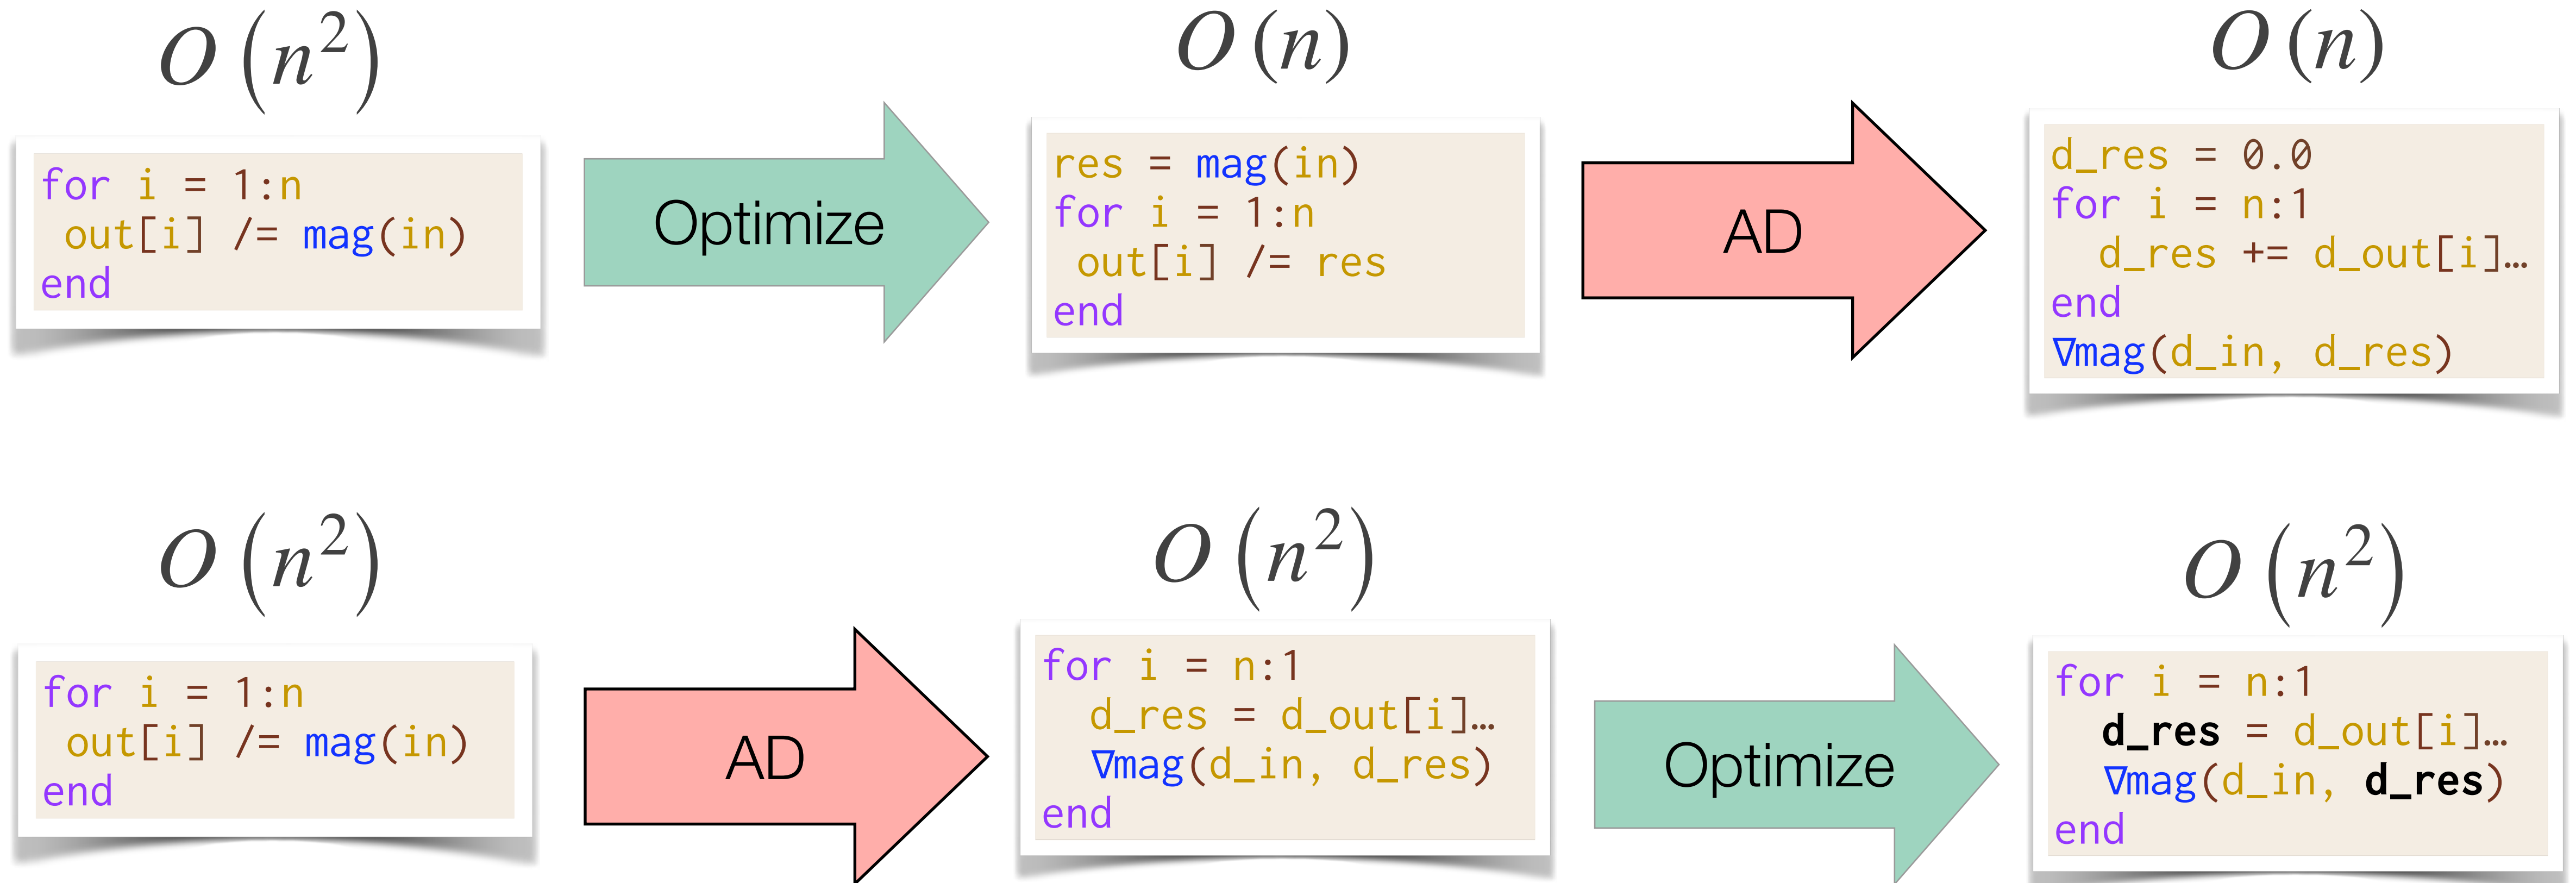 O(n²)
for i = 1:n
 out[i] /= mag(in)
end
Optimize
O(n)
res = mag(in)
for i = 1:n
 out[i] /= res
end
AD
O(n)
d_res = 0.0
for i = n:1
  d_res += d_out[i]…
end
∇mag(d_in, d_res)
O(n²)
for i = 1:n
 out[i] /= mag(in)
end
AD
O(n²)
for i = n:1
  d_res = d_out[i]…
  ∇mag(d_in, d_res)
end
Optimize
O(n²)
for i = n:1
  d_res = d_out[i]…
  ∇mag(d_in, d_res)
end